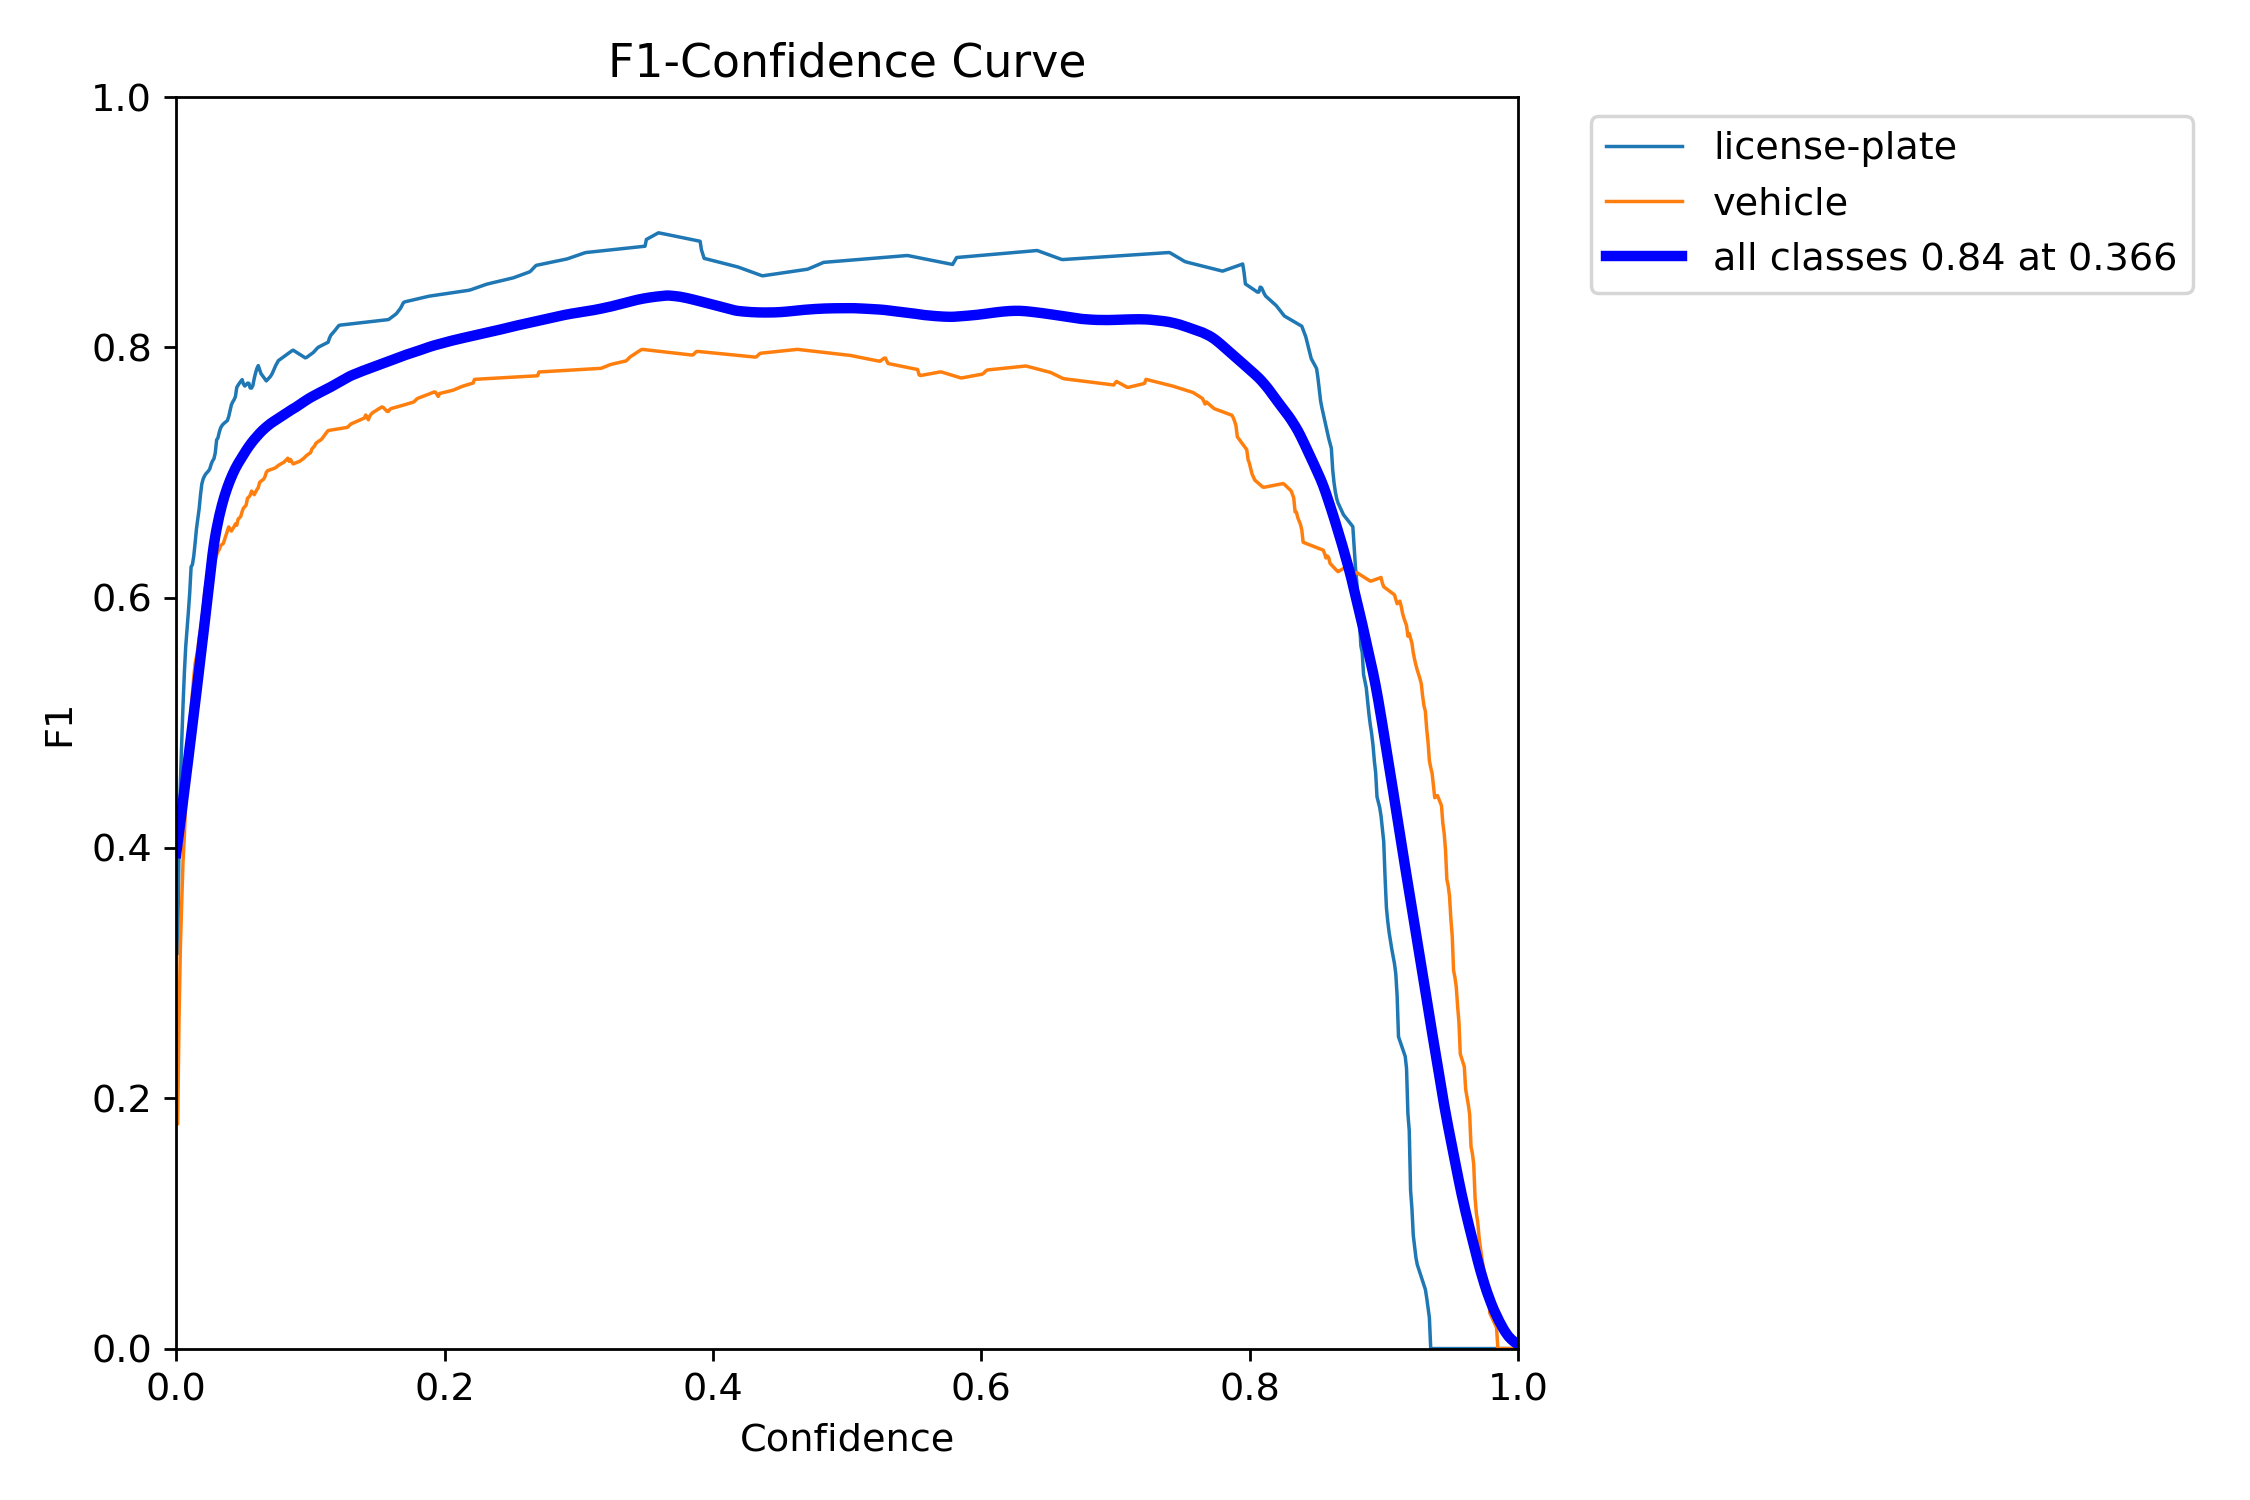 F1-Confidence Curve
1.0
0.8
0.6
0.4
0.2
0.0
F1
0.0 0.2 0.4 0.6 0.8 1.0
Confidence
license-plate
vehicle
all classes 0.84 at 0.366